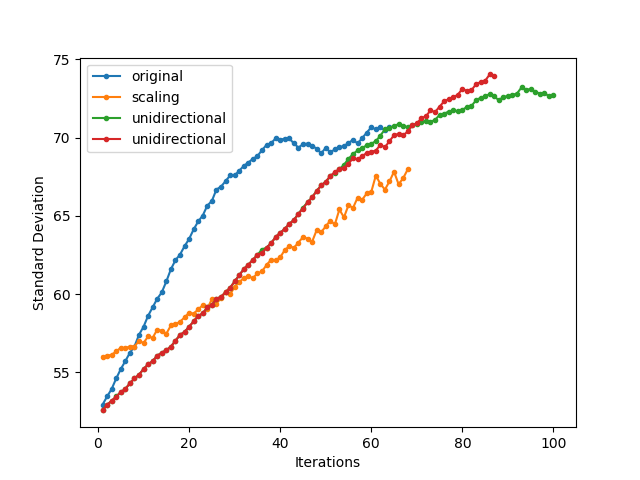 original
scaling
unidirectional
unidirectional
75
70
65
60
55
Standard Deviation
0 20 40 60 80 100
Iterations